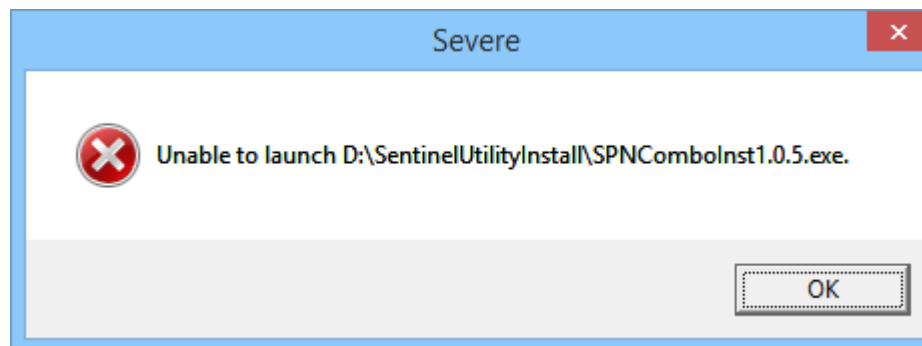 Severe
Unable to launch D:\SentinelUtilityInstall\SPNComboInst1.0.5.exe.
OK